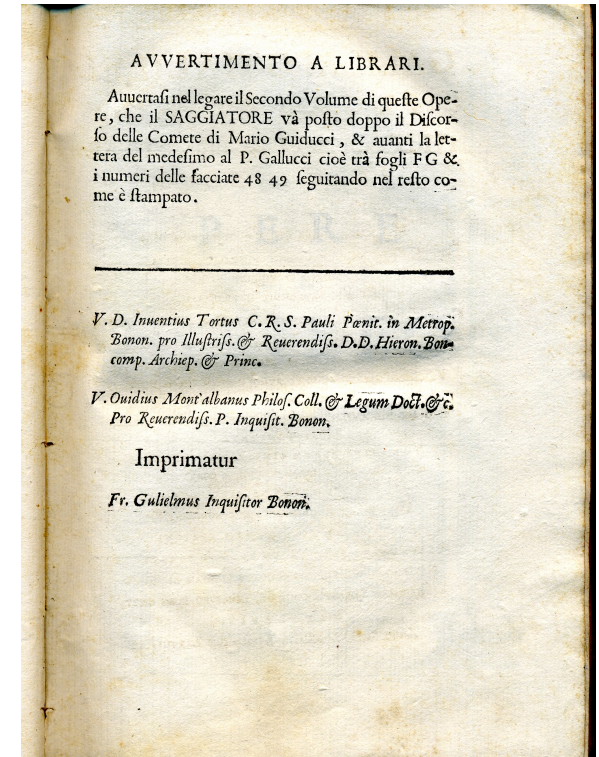 AVVERTIMENTO A LIBRARI.
Auuertaſi nel legare il Secondo Volume di queſte Ope-
re, che il SAGGIATORE và poſto doppo il Diſcor-
ſo delle Comete di Mario Guiducci, & auanti la let-
tera del medeſimo al P. Gallucci cioè trà fogli F G &
i numeri delle facciate 48 49 ſeguitando nel reſto co-
me è ſtampato.
V. D. Inuentius Tortus C. R. S. Pauli Pœnit. in Metrop.
Bonon. pro Illuſtriſs. & Reuerendiſs. D. D. Hieron. Bon-
comp. Archiep. & Princ.
V. Ouidius Mont'albanus Philoſ. Coll. & Legum Doct. &c.
Pro Reuerendiſs. P. Inquiſit. Bonon.
Imprimatur
Fr. Gulielmus Inquiſitor Bonon.